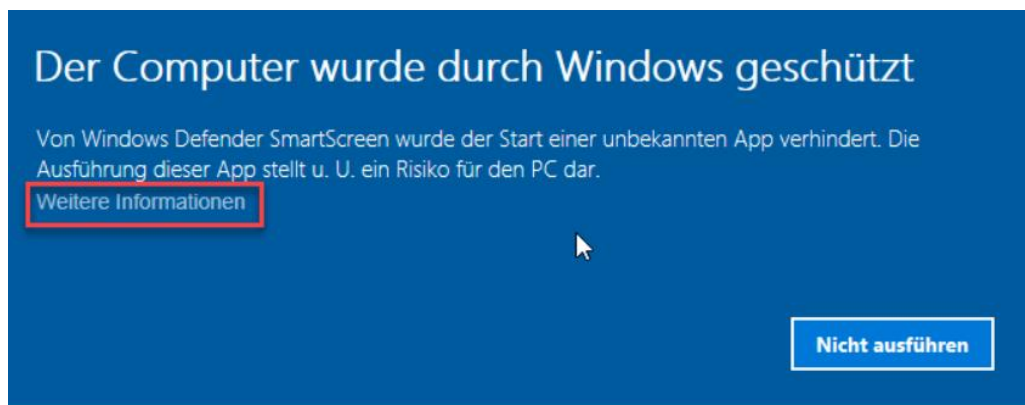 Der Computer wurde durch Windows geschützt
Von Windows Defender SmartScreen wurde der Start einer unbekannten App verhindert. Die
Ausführung dieser App stellt u. U. ein Risiko für den PC dar.
Weitere Informationen
Nicht ausführen